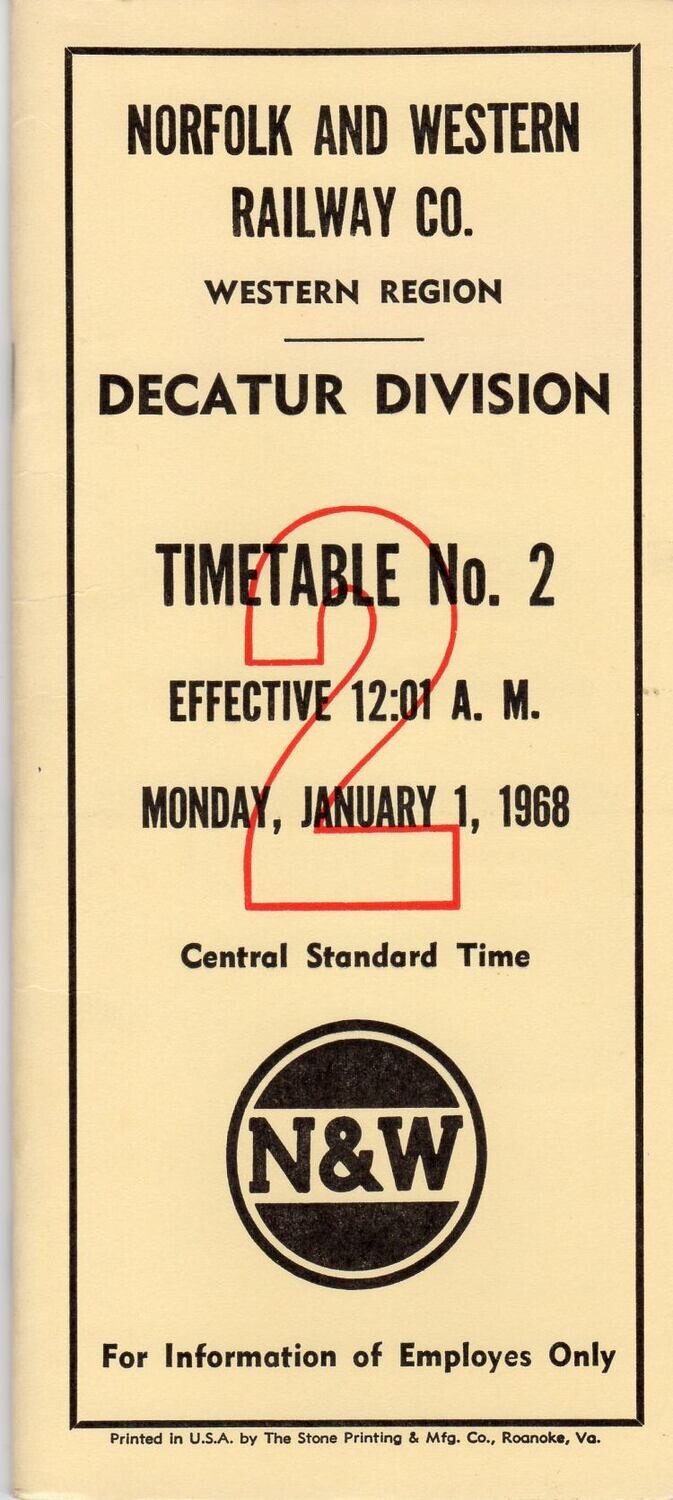 NORFOLK AND WESTERN
RAILWAY CO.
WESTERN REGION
DECATUR DIVISION
2
TIMETABLE No. 2
EFFECTIVE 12:01 A. M.
MONDAY, JANUARY 1, 1968
Central Standard Time
N&W
For Information of Employes Only
Printed in U.S.A. by The Stone Printing & Mfg. Co., Roanoke, Va.